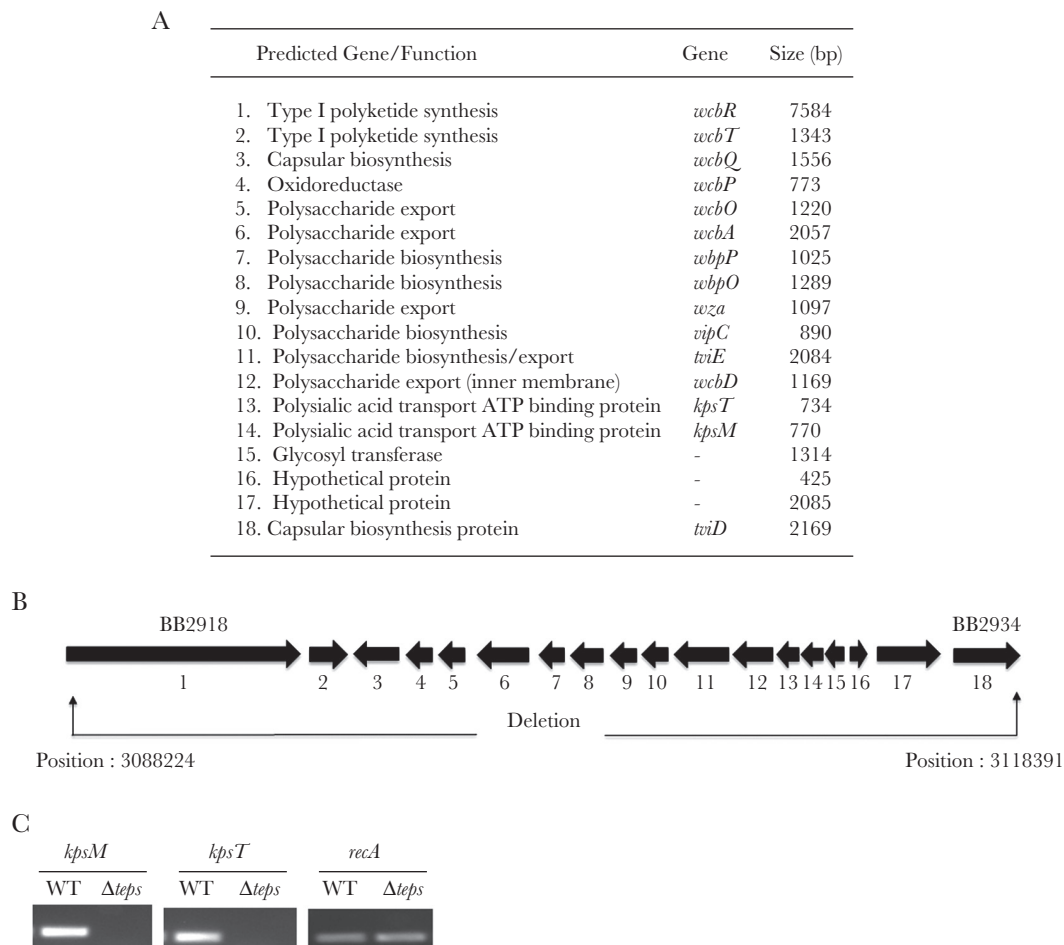 A
Predicted Gene/Function Gene Size (bp)
1. Type I polyketide synthesis wcbR 7584
2. Type I polyketide synthesis wcbT 1343
3. Capsular biosynthesis wcbQ 1556
4. Oxidoreductase wcbP 773
5. Polysaccharide export wcbO 1220
6. Polysaccharide export wcbA 2057
7. Polysaccharide biosynthesis wbpP 1025
8. Polysaccharide biosynthesis wbpO 1289
9. Polysaccharide export wza 1097
10. Polysaccharide biosynthesis vipC 890
11. Polysaccharide biosynthesis/export tviE 2084
12. Polysaccharide export (inner membrane) wcbD 1169
13. Polysialic acid transport ATP binding protein kpsT 734
14. Polysialic acid transport ATP binding protein kpsM 770
15. Glycosyl transferase - 1314
16. Hypothetical protein - 425
17. Hypothetical protein - 2085
18. Capsular biosynthesis protein tviD 2169
B
BB2918 BB2934
1 2 3 4 5 6 7 8 9 10 11 12 13 14 15 16 17 18
Deletion
Position : 3088224 Position : 3118391
C
kpsM kpsT recA
WT Δteps WT Δteps WT Δteps